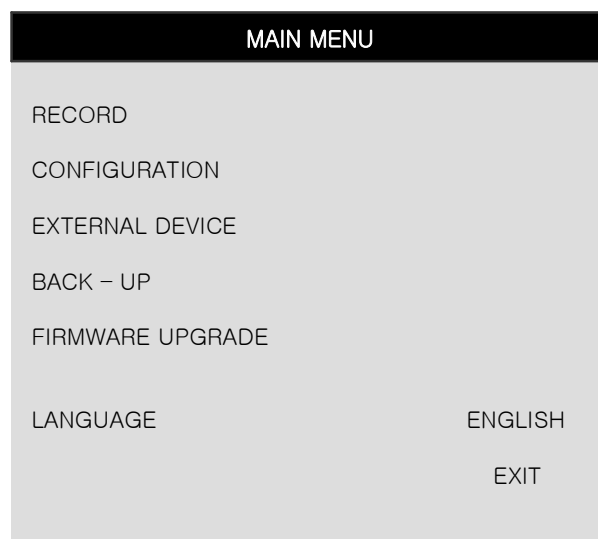 MAIN MENU
RECORD
CONFIGURATION
EXTERNAL DEVICE
BACK – UP
FIRMWARE UPGRADE
LANGUAGE ENGLISH
EXIT